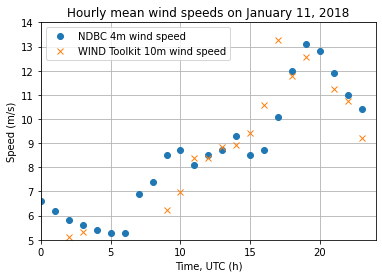 Hourly mean wind speeds on January 11, 2018
14
13
12
11
10
9
8
7
6
5
Speed (m/s)
NDBC 4m wind speed
WIND Toolkit 10m wind speed
0 5 10 15 20
Time, UTC (h)